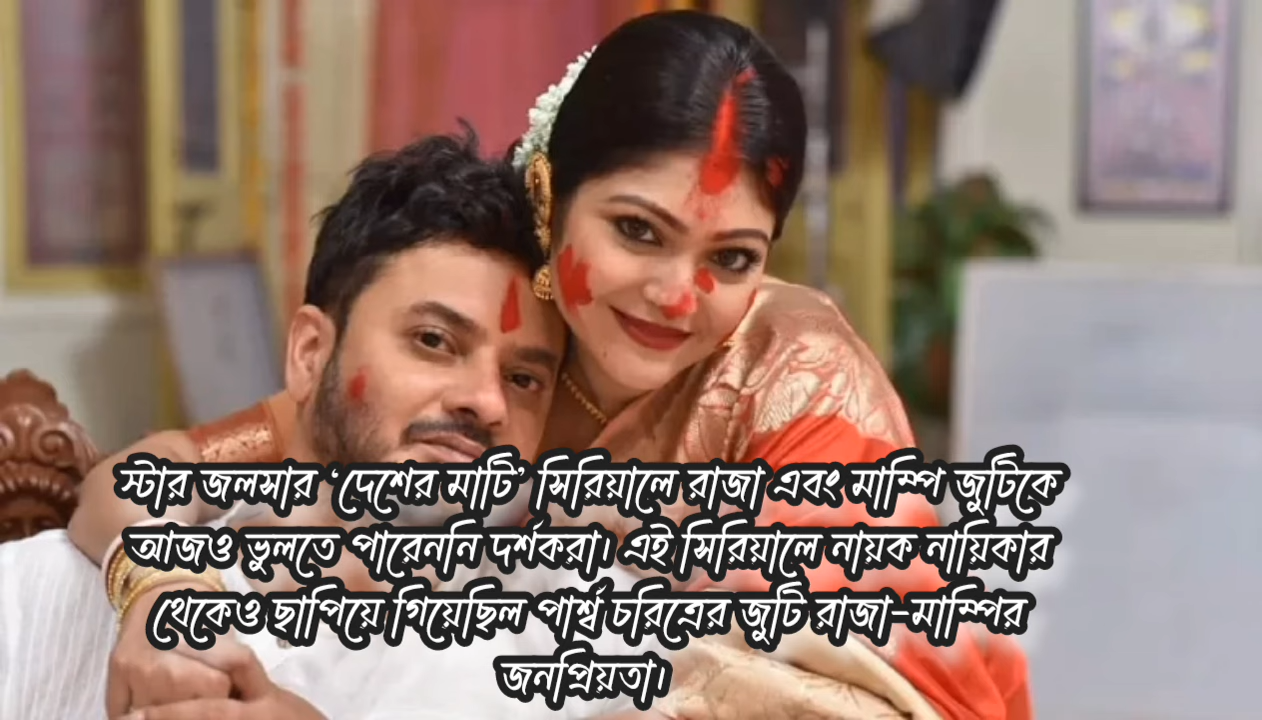 স্টার জলসার ‘দেশের মাটি’ সিরিয়ালে রাজা এবং মাম্পি জুটিকে
আজও ভুলতে পারেননি দর্শকরা। এই সিরিয়ালে নায়ক নায়িকার
থেকেও ছাপিয়ে গিয়েছিল পার্শ্ব চরিত্রের জুটি রাজা-মাম্পির
জনপ্রিয়তা।